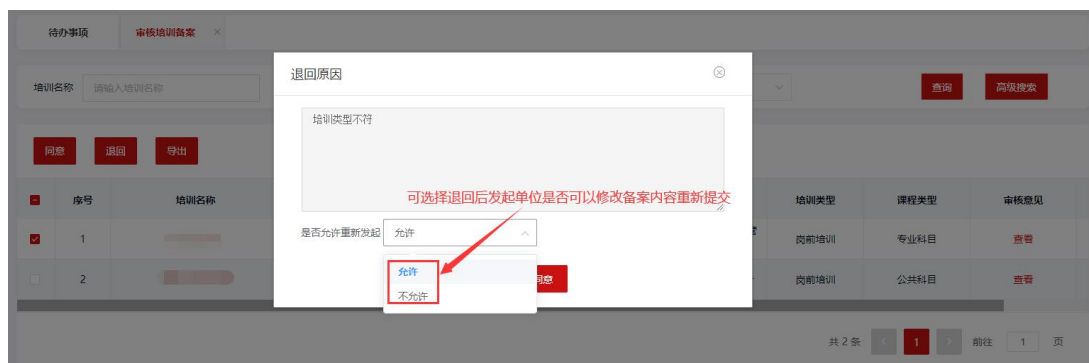 待办事项 审核培训备案 ×
退回原因
培训名称 请输入培训名称 查询 高级搜索
培训类型不符
同意 退回 导出
可选择退回后发起单位是否可以修改备案内容重新提交
序号 培训名称 培训类型 课程类型 审核意见
是否允许重新发起 允许
1 岗前培训 专业科目 查看
允许
2 岗前培训 公共科目 查看
不允许
共 2 条 < 1 > 前往 1 页